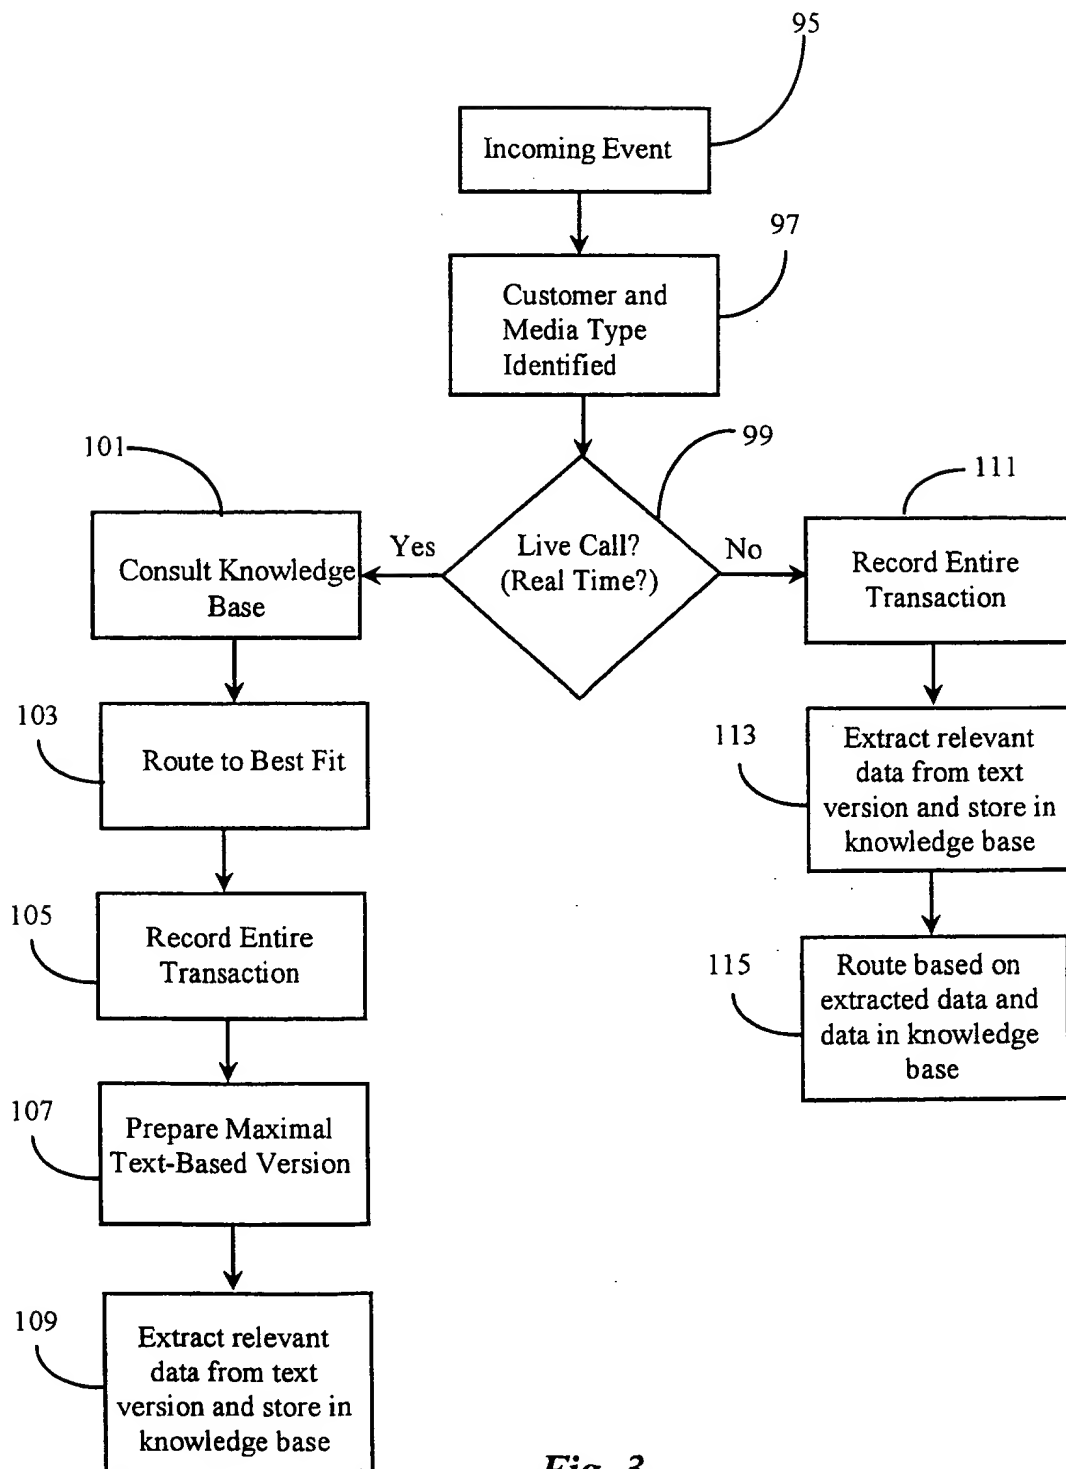 95
Incoming Event
97
Customer and
Media Type
Identified
99
Live Call?
(Real Time?)
Yes
No
101
Consult Knowledge
Base
103
Route to Best Fit
105
Record Entire
Transaction
107
Prepare Maximal
Text-Based Version
109
Extract relevant
data from text
version and store in
knowledge base
111
Record Entire
Transaction
113
Extract relevant
data from text
version and store in
knowledge base
115
Route based on
extracted data and
data in knowledge
base
Fig. 3